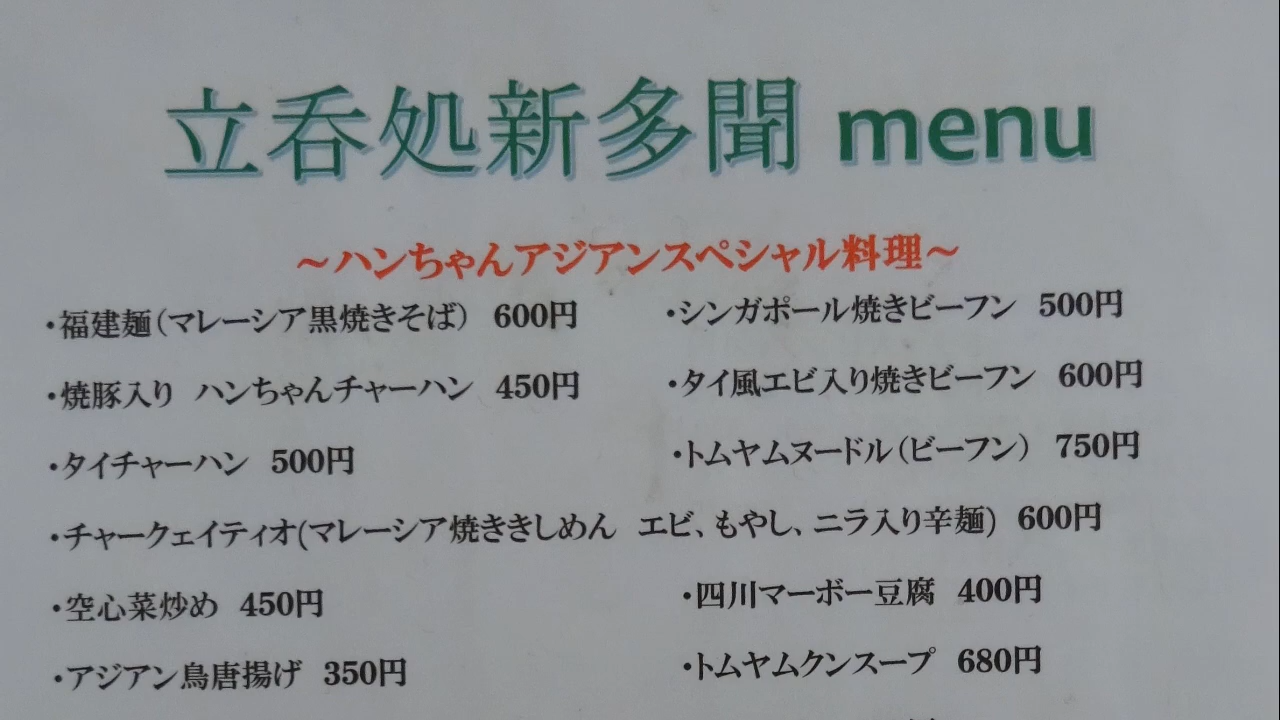 立呑処新多聞 menu
～ハンちゃんアジアンスペシャル料理～
・福建麺（マレーシア黒焼きそば） 600円 ・シンガポール焼きビーフン 500円
・焼豚入り ハンちゃんチャーハン 450円 ・タイ風エビ入り焼きビーフン 600円
・タイチャーハン 500円 ・トムヤムヌードル（ビーフン） 750円
・チャークェイティオ(マレーシア焼ききしめん エビ、もやし、ニラ入り辛麺) 600円
・空心菜炒め 450円 ・四川マーボー豆腐 400円
・アジアン鳥唐揚げ 350円 ・トムヤムクンスープ 680円